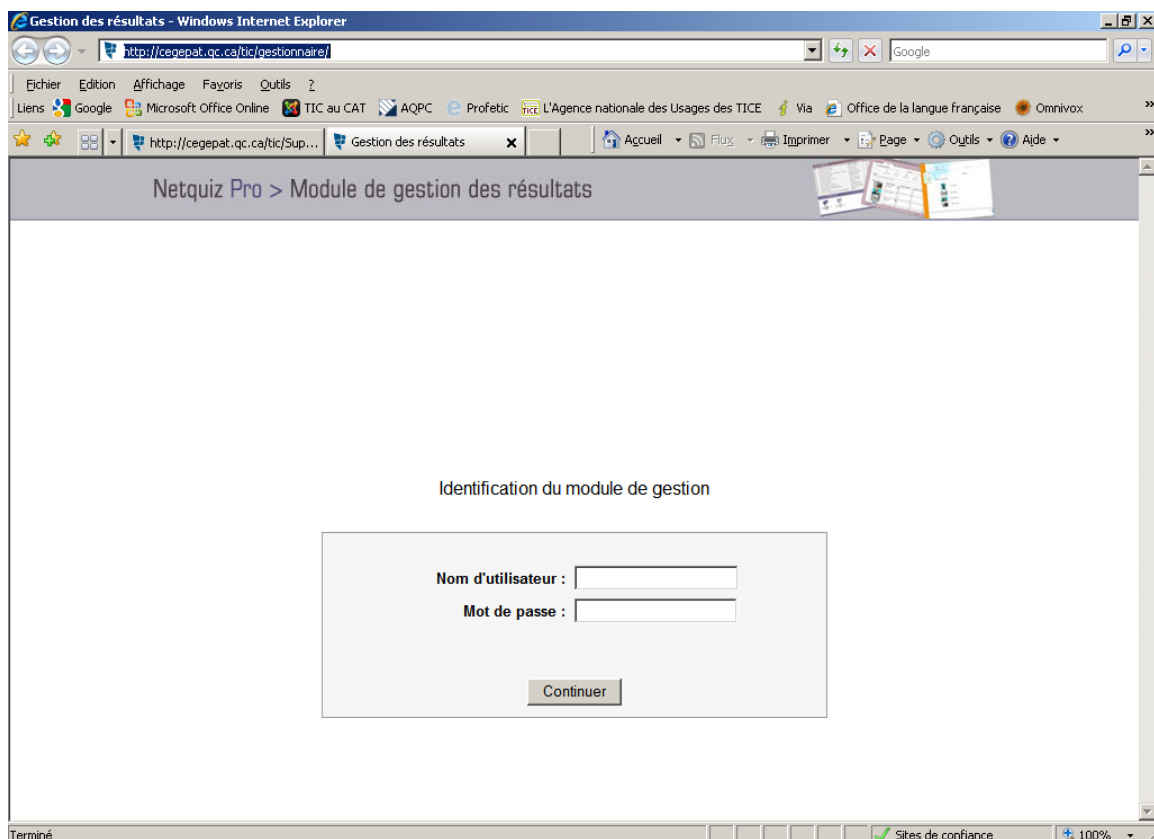 Gestion des résultats - Windows Internet Explorer
http://cegepat.qc.ca/tic/gestionnaire/
Google
Fichier Edition Affichage Favoris Outils ?
Liens Google Microsoft Office Online TIC au CAT AQPC Profetic TICE L'Agence nationale des Usages des TICE Via Office de la langue française Omnivox »
http://cegepat.qc.ca/tic/Sup... Gestion des résultats Accueil Flux Imprimer Page Outils Aide »
Netquiz Pro > Module de gestion des résultats
Identification du module de gestion
Nom d'utilisateur :
Mot de passe :
Continuer
Terminé Sites de confiance 100%